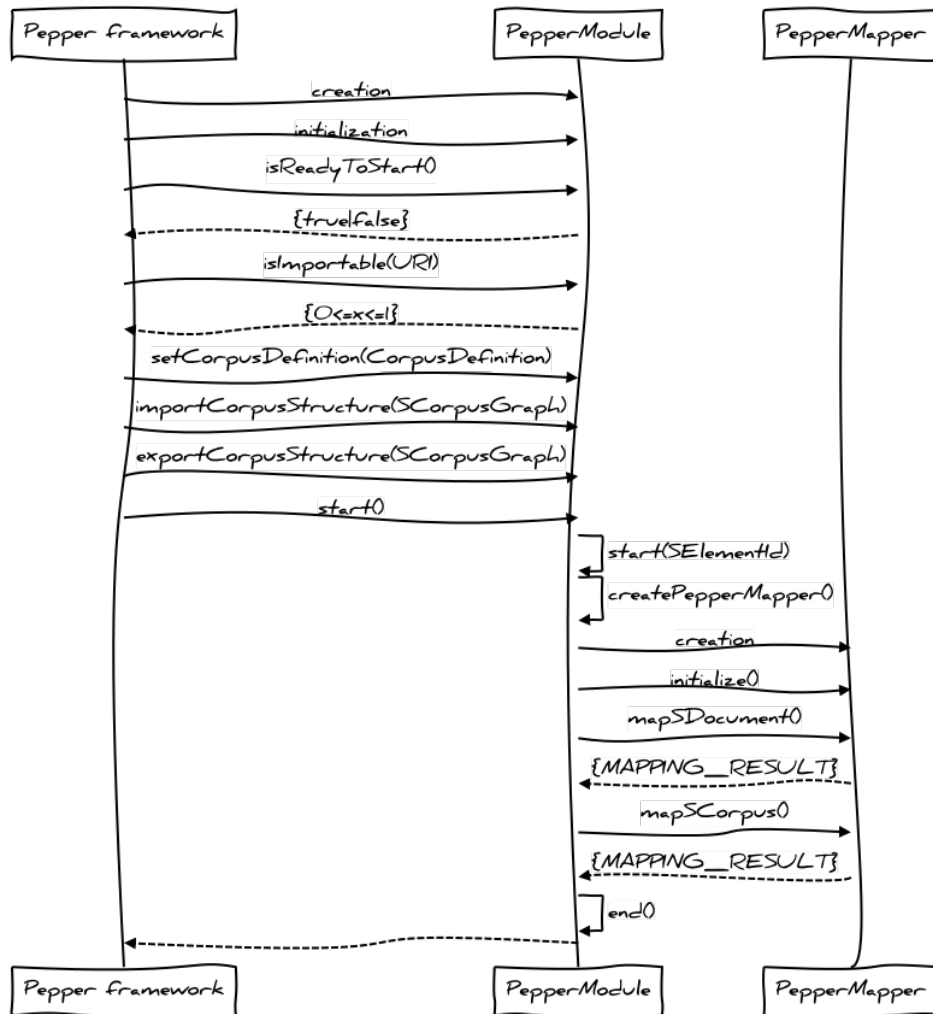 Pepper framework
PepperModule
PepperMapper
creation
initialization
isReadyToStart()
{true|false}
isImportable(URI)
{0<=x<=1}
setCorpusDefinition(CorpusDefinition)
importCorpusStructure(SCorpusGraph)
exportCorpusStructure(SCorpusGraph)
start()
start(SElementId)
createPepperMapper()
creation
initialize()
mapSDocument()
{MAPPING_RESULT}
mapSCorpus()
{MAPPING_RESULT}
end()
Pepper framework
PepperModule
PepperMapper